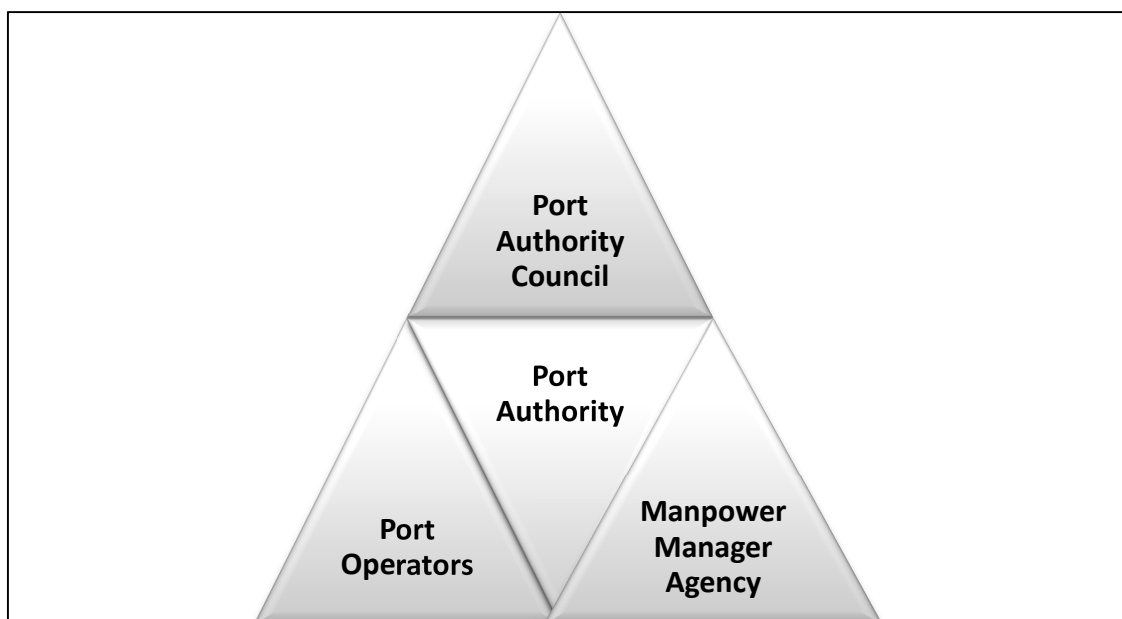 Port
Authority
Council
Port
Authority
Port
Operators
Manpower
Manager
Agency